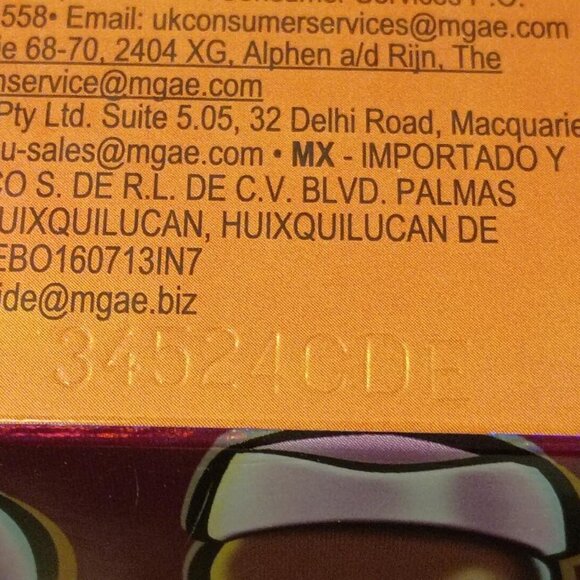 558• Email: ukconsumerservices@mgae.com
68-70, 2404 XG, Alphen a/d Rijn, The
nservice@mgae.com
Pty Ltd. Suite 5.05, 32 Delhi Road, Macquarie
u-sales@mgae.com • MX - IMPORTADO Y
CO S. DE R.L. DE C.V. BLVD. PALMAS
UIXQUILUCAN, HUIXQUILUCAN DE
EBO160713IN7
ide@mgae.biz
34524CDE